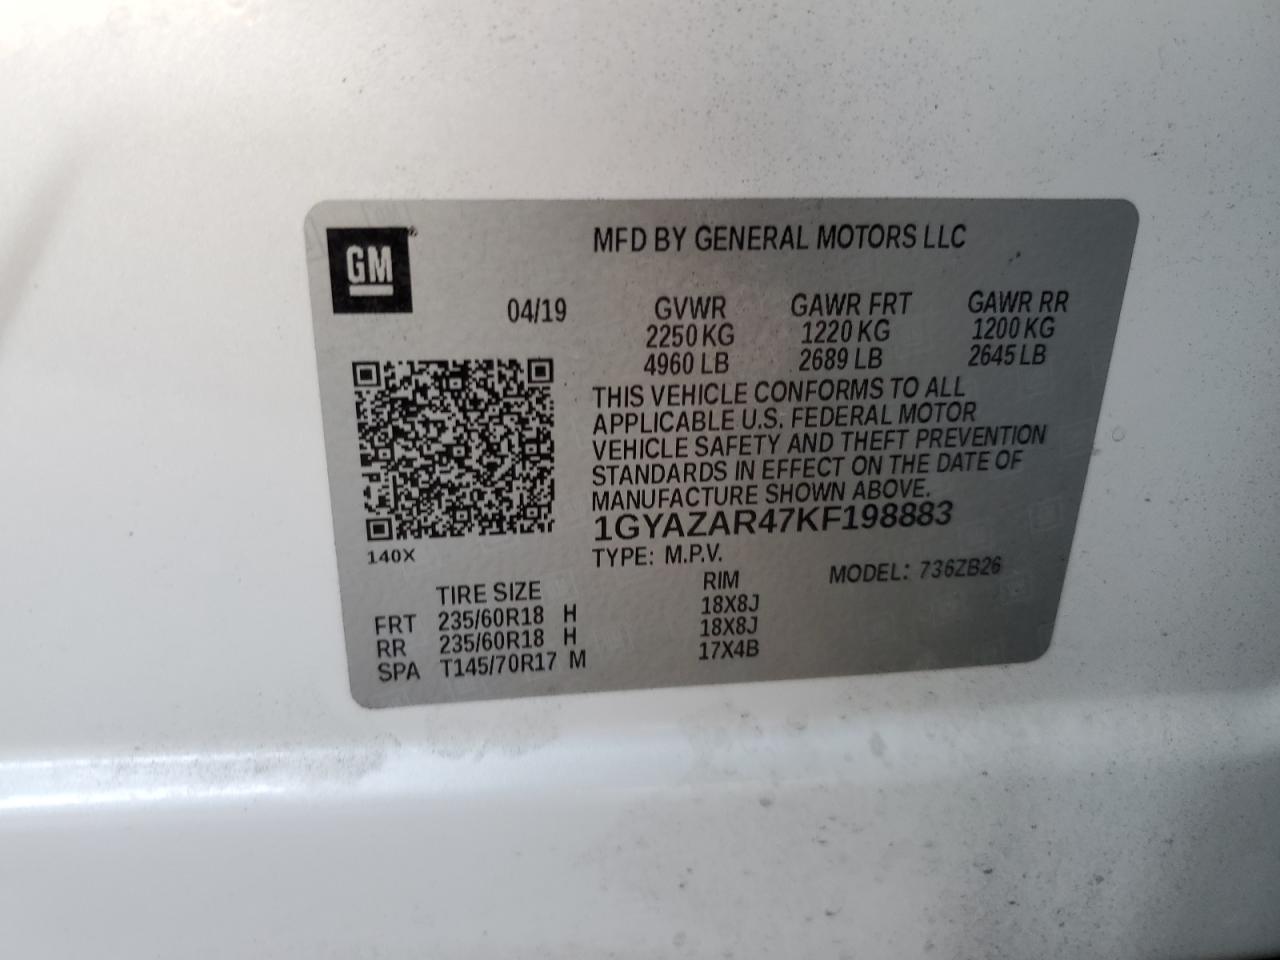 GM®
MFD BY GENERAL MOTORS LLC
04/19 GVWR GAWR FRT GAWR RR
2250 KG 1220 KG 1200 KG
4960 LB 2689 LB 2645 LB
THIS VEHICLE CONFORMS TO ALL
APPLICABLE U.S. FEDERAL MOTOR
VEHICLE SAFETY AND THEFT PREVENTION
STANDARDS IN EFFECT ON THE DATE OF
MANUFACTURE SHOWN ABOVE.
1GYAZAR47KF198883
140X
TYPE: M.P.V. MODEL: 736ZB26
TIRE SIZE RIM
FRT 235/60R18 H 18X8J
RR 235/60R18 H 18X8J
SPA T145/70R17 M 17X4B